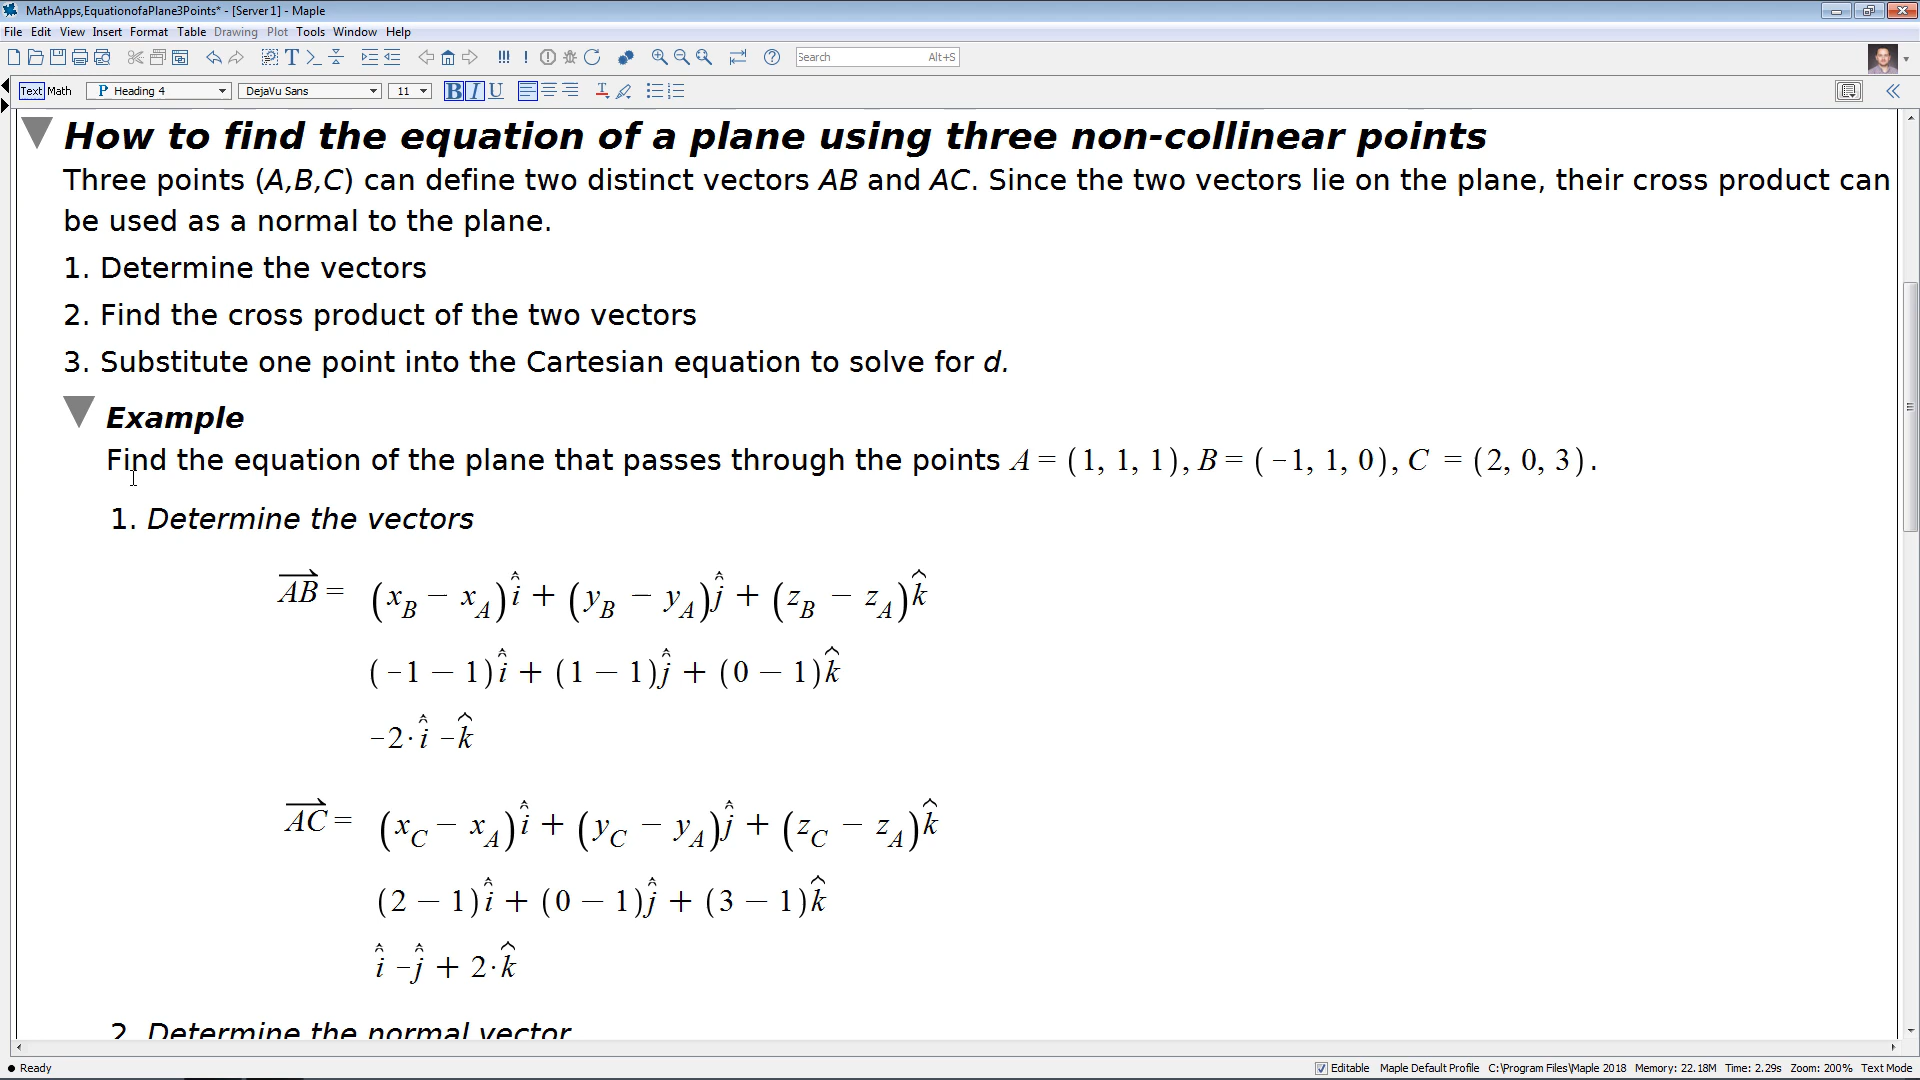 MathApps,EquationofaPlane3Points* - [Server1] - Maple
File Edit View Insert Format Table Drawing Plot Tools Window Help
Search Alt+S
Text Math P Heading 4 DejaVu Sans 11 B I U
How to find the equation of a plane using three non-collinear points
Three points (A,B,C) can define two distinct vectors AB and AC. Since the two vectors lie on the plane, their cross product can
be used as a normal to the plane.
1. Determine the vectors
2. Find the cross product of the two vectors
3. Substitute one point into the Cartesian equation to solve for d.
Example
Find the equation of the plane that passes through the points A = (1, 1, 1), B = (−1, 1, 0), C = (2, 0, 3).
1. Determine the vectors
AB⃗ = (x_B − x_A)î + (y_B − y_A)ĵ + (z_B − z_A)k̂
(−1 − 1)î + (1 − 1)ĵ + (0 − 1)k̂
−2·î −k̂
AC⃗ = (x_C − x_A)î + (y_C − y_A)ĵ + (z_C − z_A)k̂
(2 − 1)î + (0 − 1)ĵ + (3 − 1)k̂
î −ĵ + 2·k̂
2. Determine the normal vector
Ready Editable Maple Default Profile C:\Program Files\Maple 2018 Memory: 22.18M Time: 2.29s Zoom: 200% Text Mode